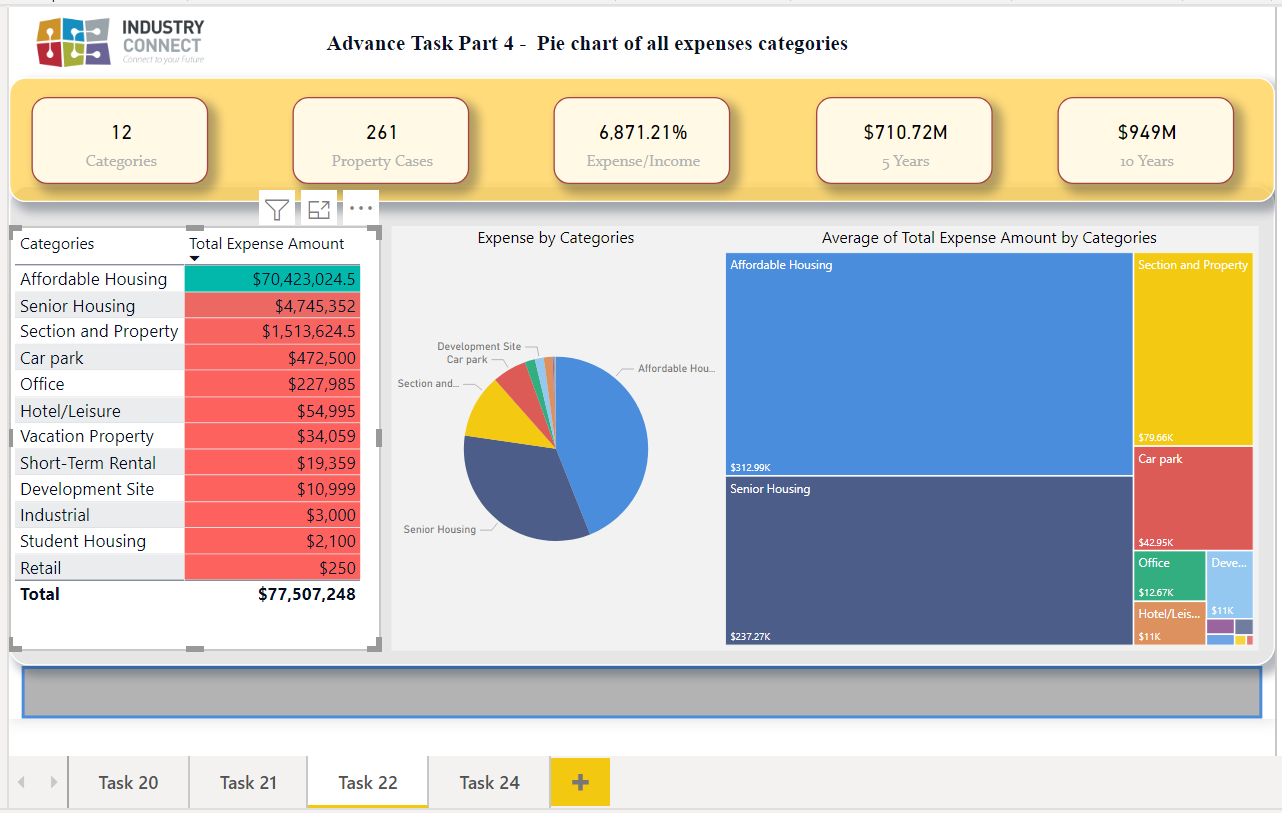 INDUSTRY
CONNECT
Connect to your Future
Advance Task Part 4 - Pie chart of all expenses categories
12
Categories
261
Property Cases
6,871.21%
Expense/Income
$710.72M
5 Years
$949M
10 Years
Categories Total Expense Amount
Affordable Housing $70,423,024.5
Senior Housing $4,745,352
Section and Property $1,513,624.5
Car park $472,500
Office $227,985
Hotel/Leisure $54,995
Vacation Property $34,059
Short-Term Rental $19,359
Development Site $10,999
Industrial $3,000
Student Housing $2,100
Retail $250
Total $77,507,248
Expense by Categories
Development Site
Car park
Section and...
Affordable Hou...
Senior Housing
Average of Total Expense Amount by Categories
Affordable Housing
$312.99K
Senior Housing
$237.27K
Section and Property
$79.66K
Car park
$42.95K
Office
$12.67K
Deve...
$11K
Hotel/Leis...
$11K
Task 20
Task 21
Task 22
Task 24